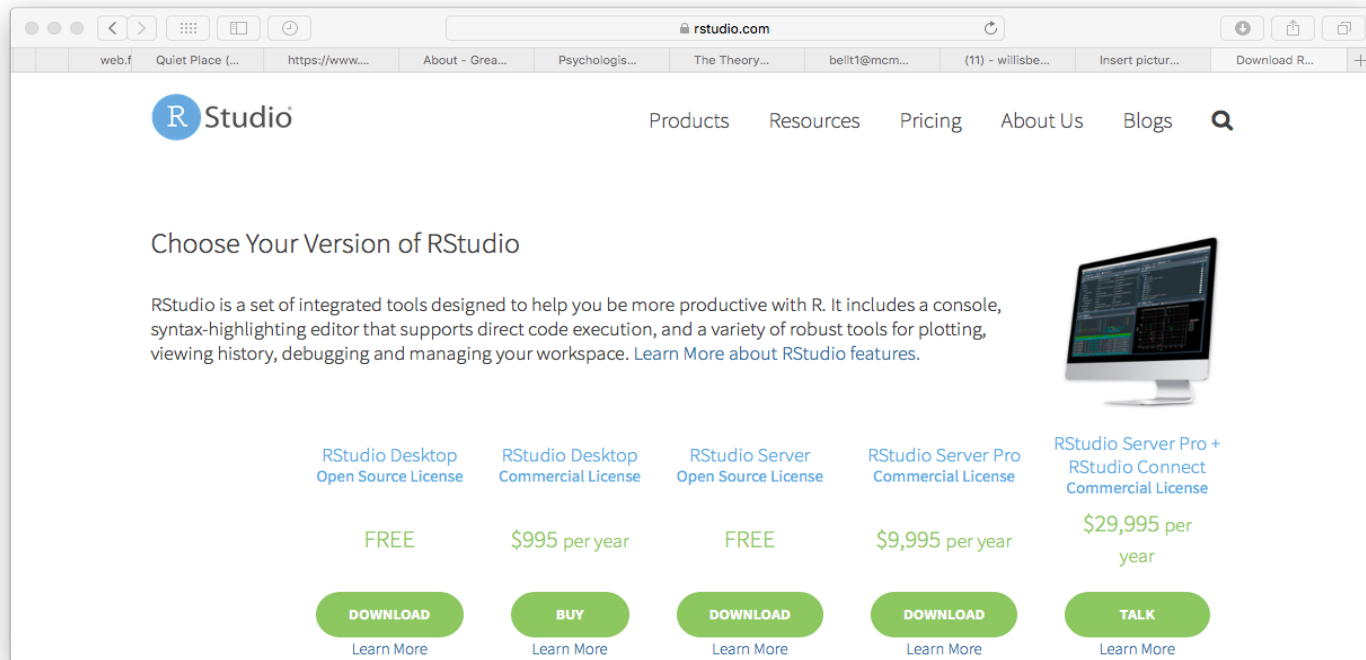 rstudio.com
web.f Quiet Place (... https://www.... About - Grea... Psychologis... The Theory... bellt1@mcm... (11) - willisbe... Insert pictur... Download R...
R Studio
Products Resources Pricing About Us Blogs
Choose Your Version of RStudio
RStudio is a set of integrated tools designed to help you be more productive with R. It includes a console,
syntax-highlighting editor that supports direct code execution, and a variety of robust tools for plotting,
viewing history, debugging and managing your workspace. Learn More about RStudio features.
RStudio Desktop
Open Source License
FREE
DOWNLOAD
Learn More
RStudio Desktop
Commercial License
$995 per year
BUY
Learn More
RStudio Server
Open Source License
FREE
DOWNLOAD
Learn More
RStudio Server Pro
Commercial License
$9,995 per year
DOWNLOAD
Learn More
RStudio Server Pro +
RStudio Connect
Commercial License
$29,995 per
year
TALK
Learn More